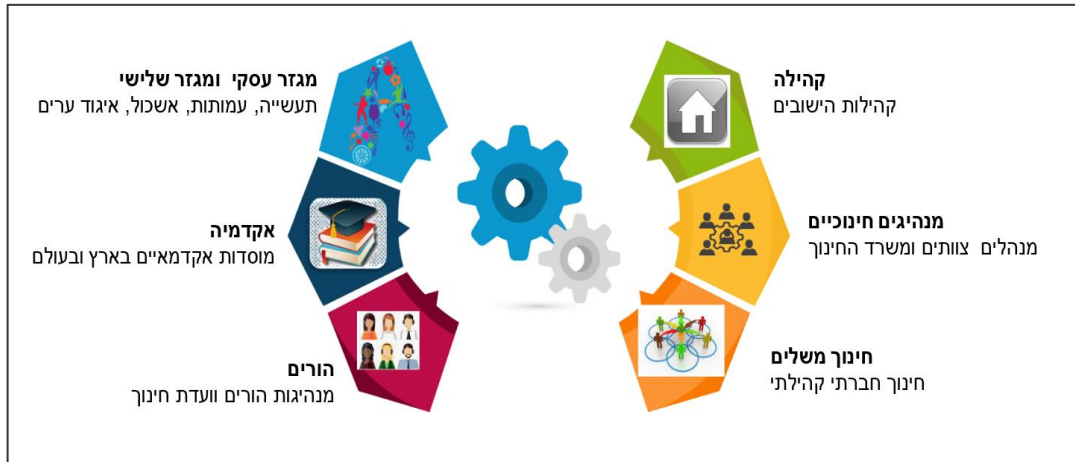 קהילה
קהילות הישובים
מנהיגים חינוכיים
מנהלים צוותים ומשרד החינוך
חינוך משלים
חינוך חברתי קהילתי
מגזר עסקי ומגזר שלישי
תעשייה, עמותות, אשכול, איגוד ערים
אקדמיה
מוסדות אקדמאיים בארץ ובעולם
הורים
מנהיגות הורים וועדת חינוך